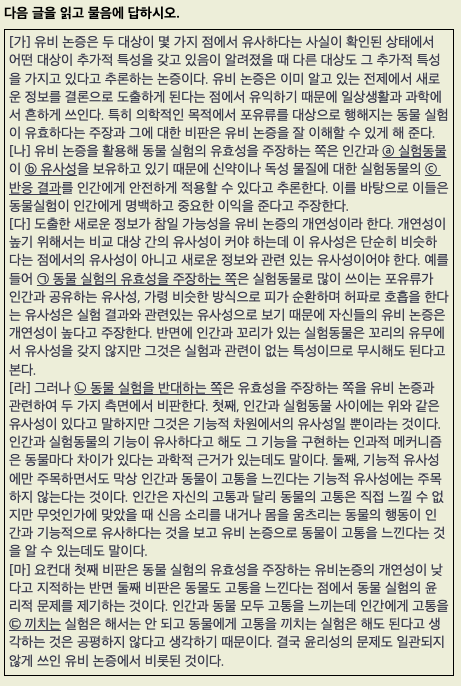 다음 글을 읽고 물음에 답하시오.
[가] 유비 논증은 두 대상이 몇 가지 점에서 유사하다는 사실이 확인된 상태에서
어떤 대상이 추가적 특성을 갖고 있음이 알려졌을 때 다른 대상도 그 추가적 특성
을 가지고 있다고 추론하는 논증이다. 유비 논증은 이미 알고 있는 전제에서 새로
운 정보를 결론으로 도출하게 된다는 점에서 유익하기 때문에 일상생활과 과학에
서 흔하게 쓰인다. 특히 의학적인 목적에서 포유류를 대상으로 행해지는 동물 실험
이 유효하다는 주장과 그에 대한 비판은 유비 논증을 잘 이해할 수 있게 해 준다.
[나] 유비 논증을 활용해 동물 실험의 유효성을 주장하는 쪽은 인간과 ⓐ 실험동물
이 ⓑ 유사성을 보유하고 있기 때문에 신약이나 독성 물질에 대한 실험동물의 ⓒ
반응 결과를 인간에게 안전하게 적용할 수 있다고 추론한다. 이를 바탕으로 이들은
동물실험이 인간에게 명백하고 중요한 이익을 준다고 주장한다.
[다] 도출한 새로운 정보가 참일 가능성을 유비 논증의 개연성이라 한다. 개연성이
높기 위해서는 비교 대상 간의 유사성이 커야 하는데 이 유사성은 단순히 비슷하
다는 점에서의 유사성이 아니고 새로운 정보와 관련 있는 유사성이어야 한다. 예를
들어 ㉠ 동물 실험의 유효성을 주장하는 쪽은 실험동물로 많이 쓰이는 포유류가
인간과 공유하는 유사성, 가령 비슷한 방식으로 피가 순환하며 허파로 호흡을 한다
는 유사성은 실험 결과와 관련있는 유사성으로 보기 때문에 자신들의 유비 논증은
개연성이 높다고 주장한다. 반면에 인간과 꼬리가 있는 실험동물은 꼬리의 유무에
서 유사성을 갖지 않지만 그것은 실험과 관련이 없는 특성이므로 무시해도 된다고
본다.
[라] 그러나 ㉡ 동물 실험을 반대하는 쪽은 유효성을 주장하는 쪽을 유비 논증과
관련하여 두 가지 측면에서 비판한다. 첫째, 인간과 실험동물 사이에는 위와 같은
유사성이 있다고 말하지만 그것은 기능적 차원에서의 유사성일 뿐이라는 것이다.
인간과 실험동물의 기능이 유사하다고 해도 그 기능을 구현하는 인과적 메커니즘
은 동물마다 차이가 있다는 과학적 근거가 있는데도 말이다. 둘째, 기능적 유사성
에만 주목하면서도 막상 인간과 동물이 고통을 느낀다는 기능적 유사성에는 주목
하지 않는다는 것이다. 인간은 자신의 고통과 달리 동물의 고통은 직접 느낄 수 없
지만 무엇인가에 맞았을 때 신음 소리를 내거나 몸을 움츠리는 동물의 행동이 인
간과 기능적으로 유사하다는 것을 보고 유비 논증으로 동물이 고통을 느낀다는 것
을 알 수 있는데도 말이다.
[마] 요컨대 첫째 비판은 동물 실험의 유효성을 주장하는 유비논증의 개연성이 낮
다고 지적하는 반면 둘째 비판은 동물도 고통을 느낀다는 점에서 동물 실험의 윤
리적 문제를 제기하는 것이다. 인간과 동물 모두 고통을 느끼는데 인간에게 고통을
㉢ 끼치는 실험은 해서는 안 되고 동물에게 고통을 끼치는 실험은 해도 된다고 생
각하는 것은 공평하지 않다고 생각하기 때문이다. 결국 윤리성의 문제도 일관되지
않게 쓰인 유비 논증에서 비롯된 것이다.